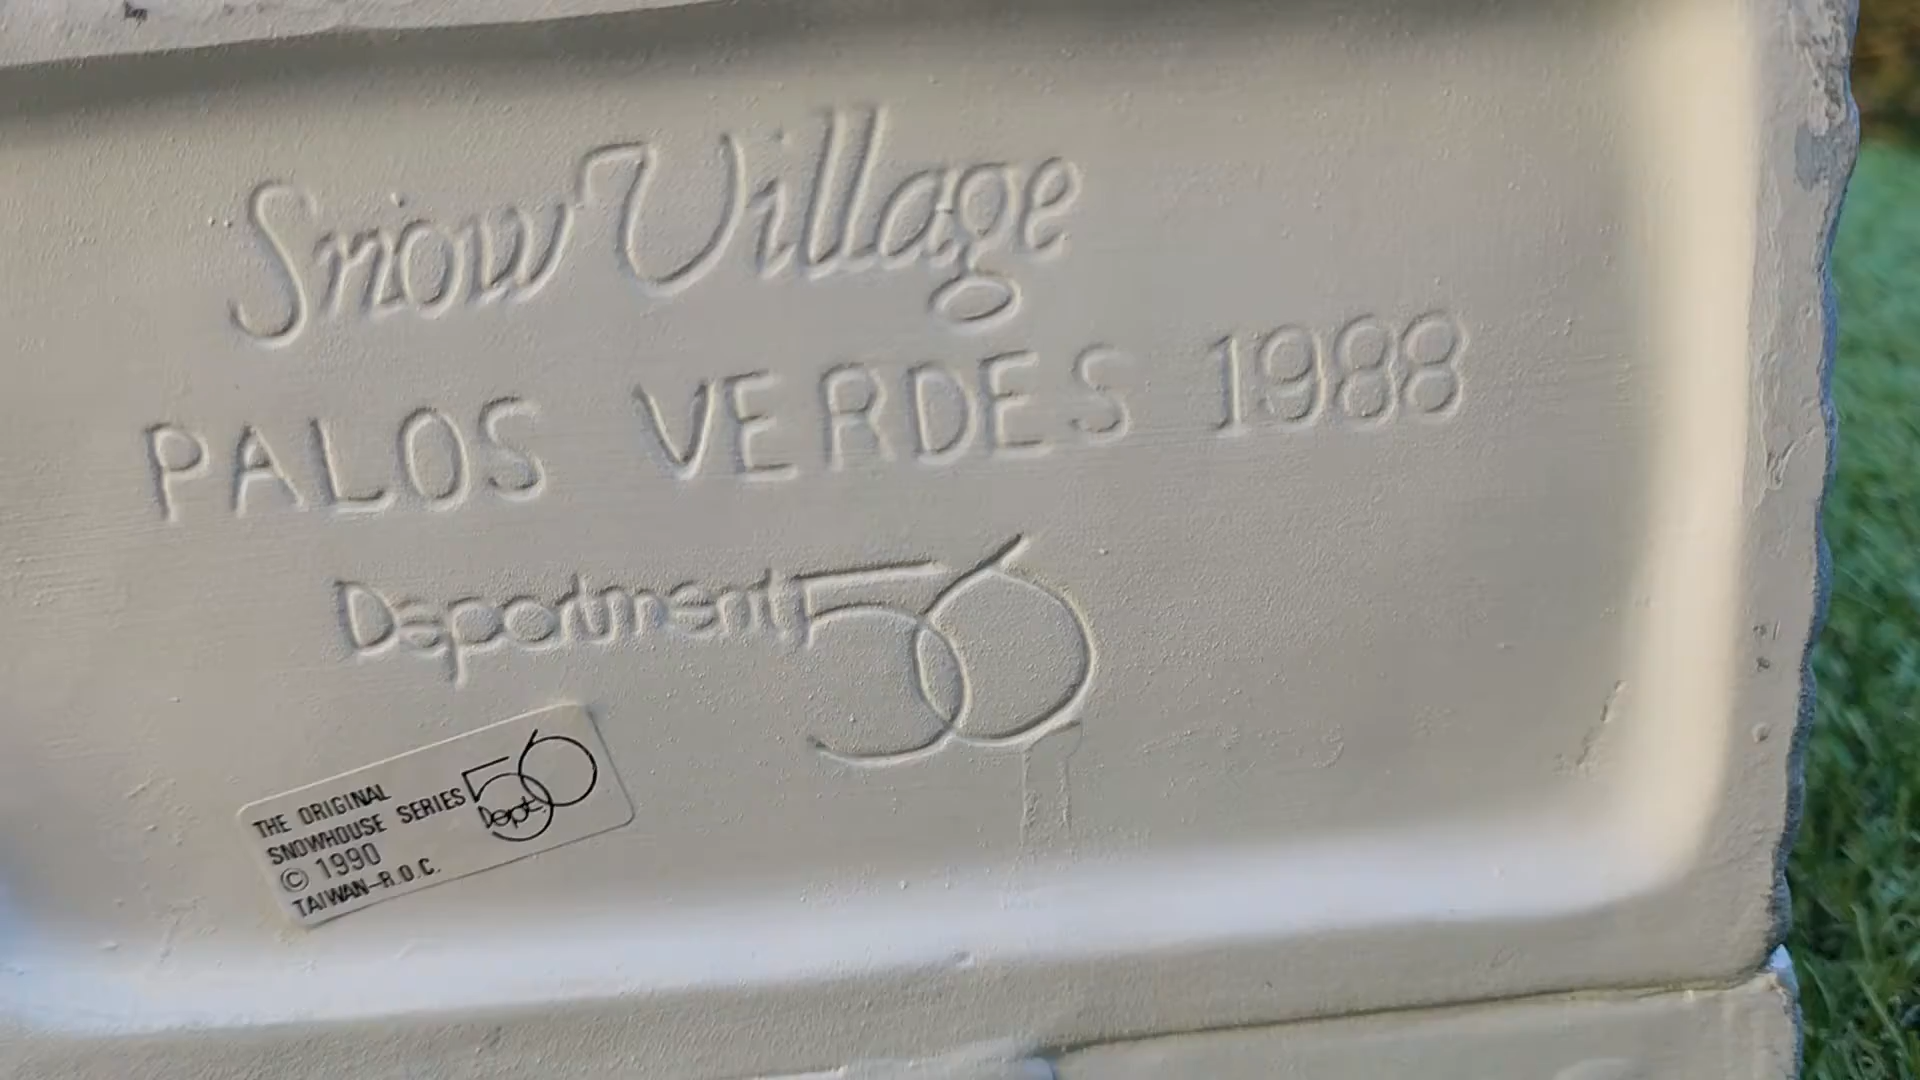 Snow Village
PALOS VERDES 1988
Department 56
THE ORIGINAL
SNOWHOUSE SERIES
© 1990
TAIWAN-R.O.C.
Dept 56